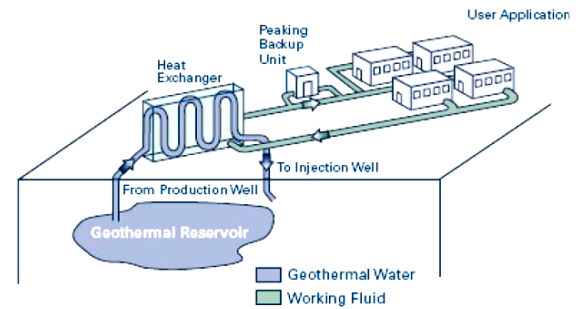 User Application
Peaking
Backup
Unit
Heat
Exchanger
To Injection Well
From Production Well
Geothermal Reservoir
Geothermal Water
Working Fluid